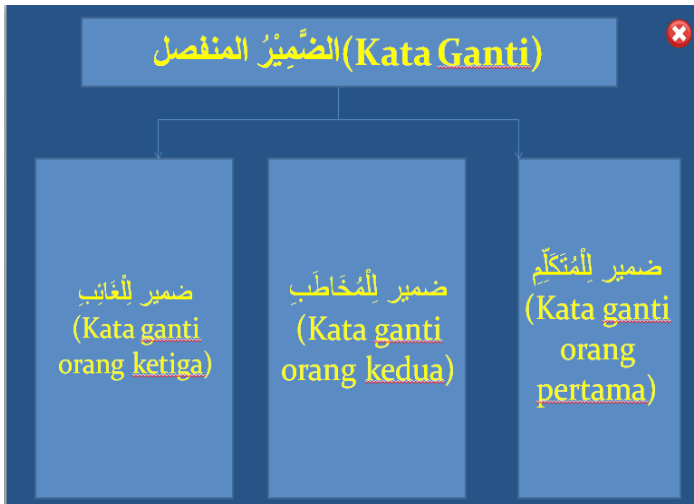 الضَّمِيْرُ المنفصل(Kata Ganti)
ضمير لِلْمُتَكَلِّمِ
(Kata ganti
orang
pertama)
ضمير لِلْمُخَاطَبِ
(Kata ganti
orang kedua)
ضمير لِلْغَائِبِ
(Kata ganti
orang ketiga)